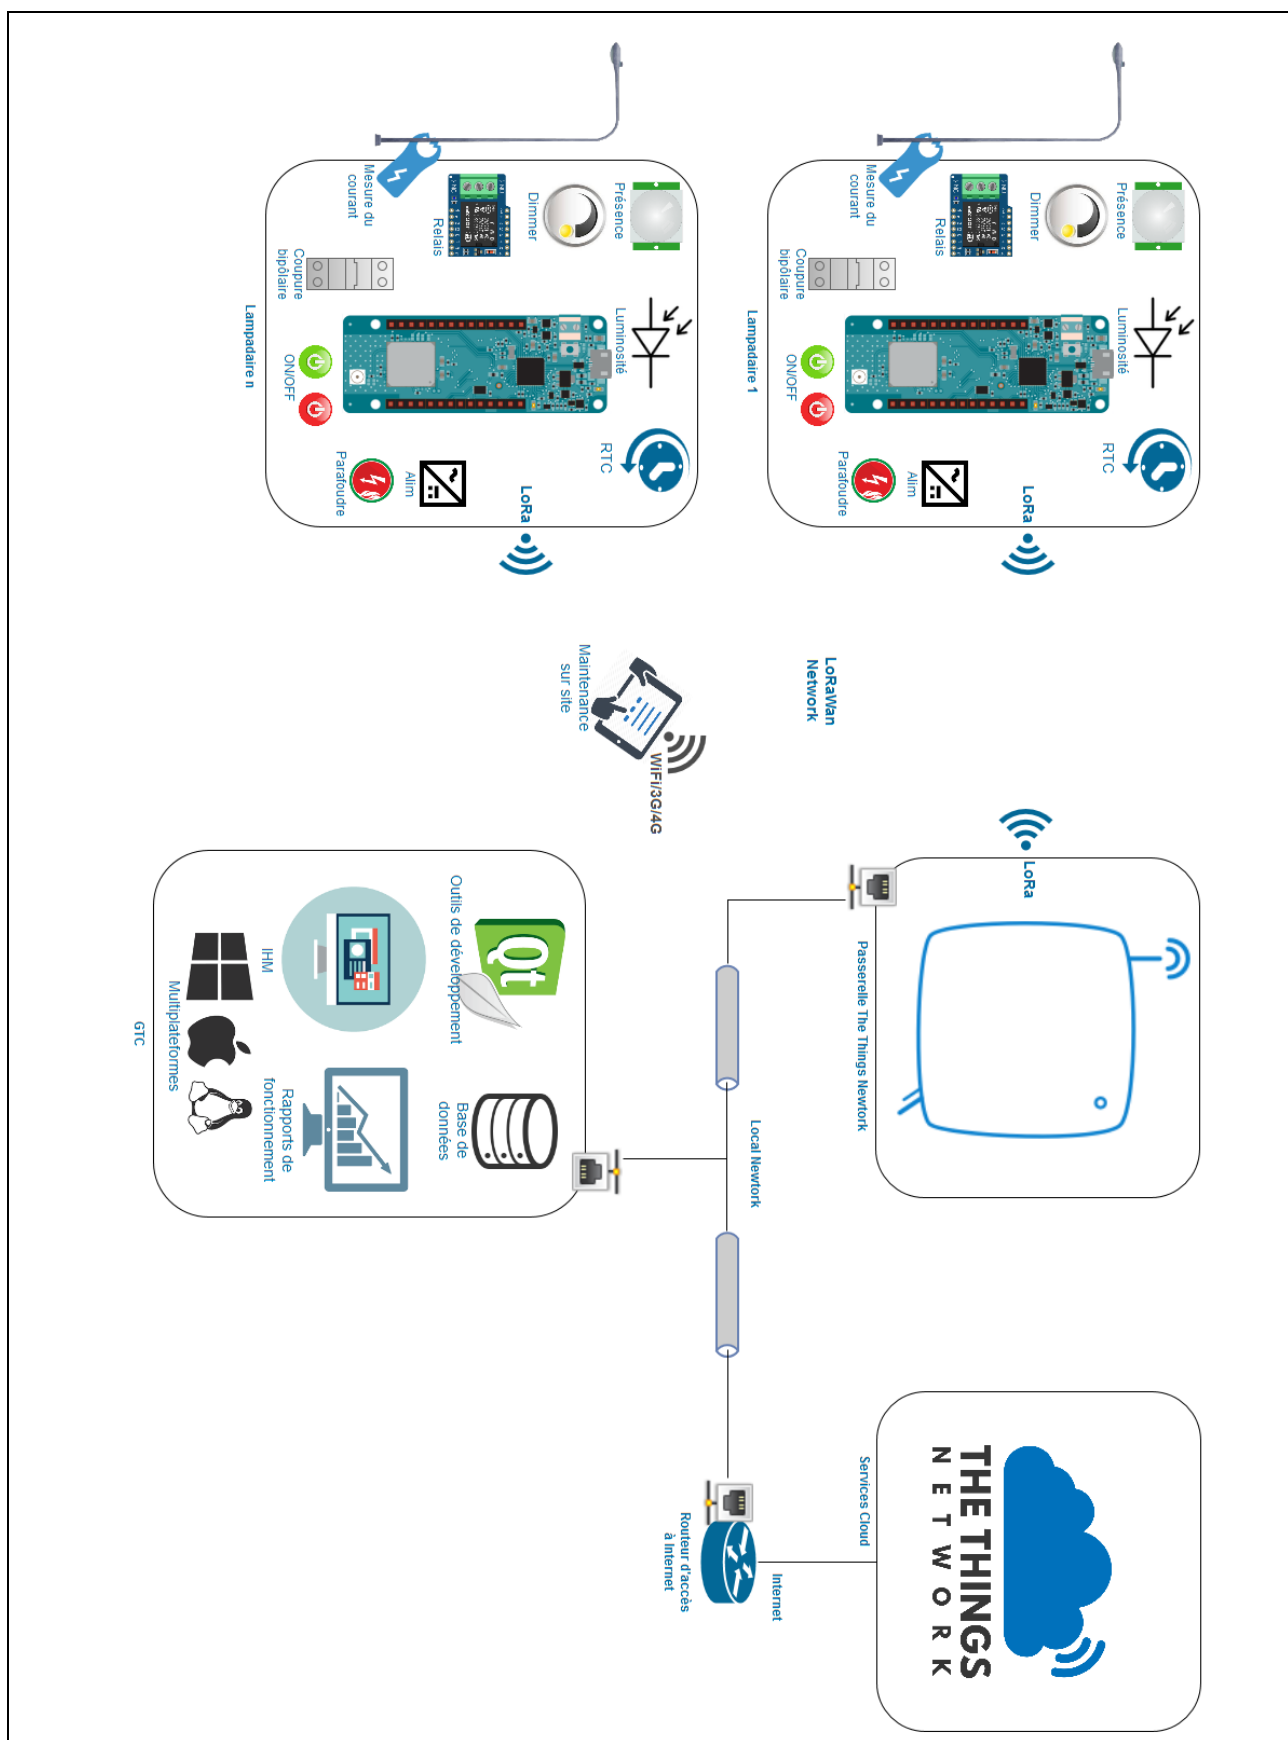 Présence
Dimmer
Relais
Mesure du
courant
Luminosité
Coupure
bipôlaire
ON/OFF
RTC
Alim
Parafoudre
LoRa
Lampadaire 1
Présence
Dimmer
Relais
Mesure du
courant
Luminosité
Coupure
bipôlaire
ON/OFF
RTC
Alim
Parafoudre
LoRa
Lampadaire n
LoRaWan
Network
Maintenance
sur site
WiFi/3G/4G
LoRa
Passerelle The Things Newtork
Local Newtork
Qt
Outils de développement
IHM
Multiplateformes
Base de
données
Rapports de
fonctionnement
GTC
THE THINGS
NETWORK
Services Cloud
Internet
Routeur d'accès
à Internet